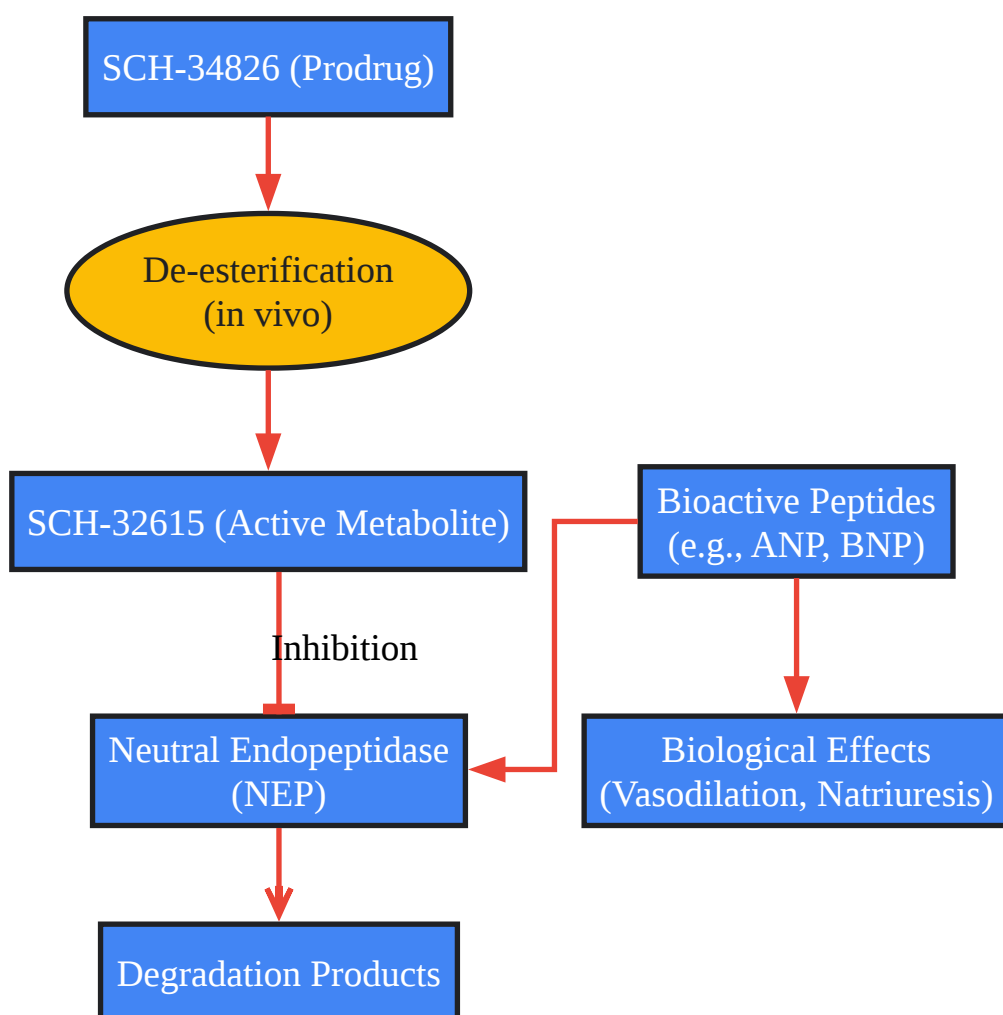 SCH-34826 (Prodrug)
De-esterification
(in vivo)
SCH-32615 (Active Metabolite)
Bioactive Peptides
(e.g., ANP, BNP)
Inhibition
Neutral Endopeptidase
(NEP)
Biological Effects
(Vasodilation, Natriuresis)
Degradation Products